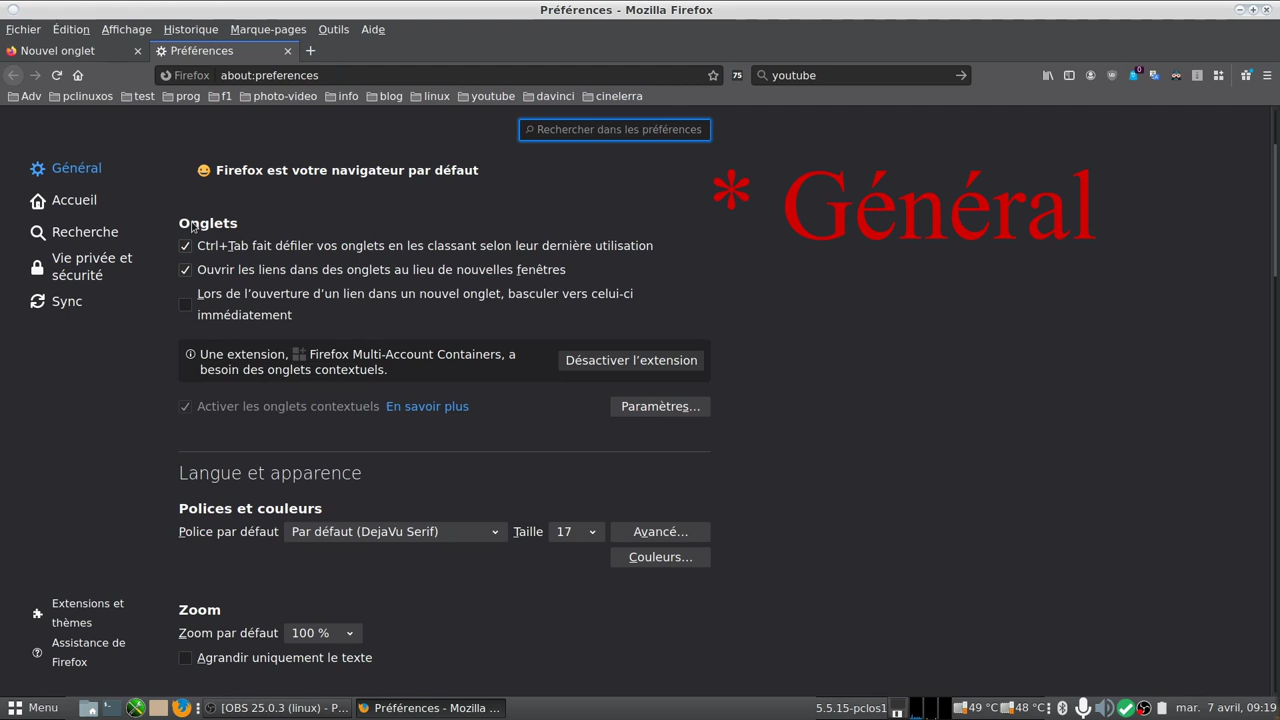 Préférences - Mozilla Firefox
Fichier Édition Affichage Historique Marque-pages Outils Aide
Nouvel onglet Préférences
Firefox about:preferences 75 youtube 0
Adv pclinuxos test prog f1 photo-video info blog linux youtube davinci cinelerra
Rechercher dans les préférences
Général
Accueil
Recherche
Vie privée et
sécurité
Sync
Extensions et
thèmes
Assistance de
Firefox
Firefox est votre navigateur par défaut
* Général
Onglets
Ctrl+Tab fait défiler vos onglets en les classant selon leur dernière utilisation
Ouvrir les liens dans des onglets au lieu de nouvelles fenêtres
Lors de l’ouverture d’un lien dans un nouvel onglet, basculer vers celui-ci
immédiatement
Une extension, Firefox Multi-Account Containers, a
besoin des onglets contextuels.
Désactiver l’extension
Activer les onglets contextuels En savoir plus Paramètres…
Langue et apparence
Polices et couleurs
Police par défaut Par défaut (DejaVu Serif) Taille 17 Avancé…
Couleurs…
Zoom
Zoom par défaut 100 %
Agrandir uniquement le texte
Menu [OBS 25.0.3 (linux) - P... Préférences - Mozilla ... 5.5.15-pclos1 49 °C 48 °C mar. 7 avril, 09:19